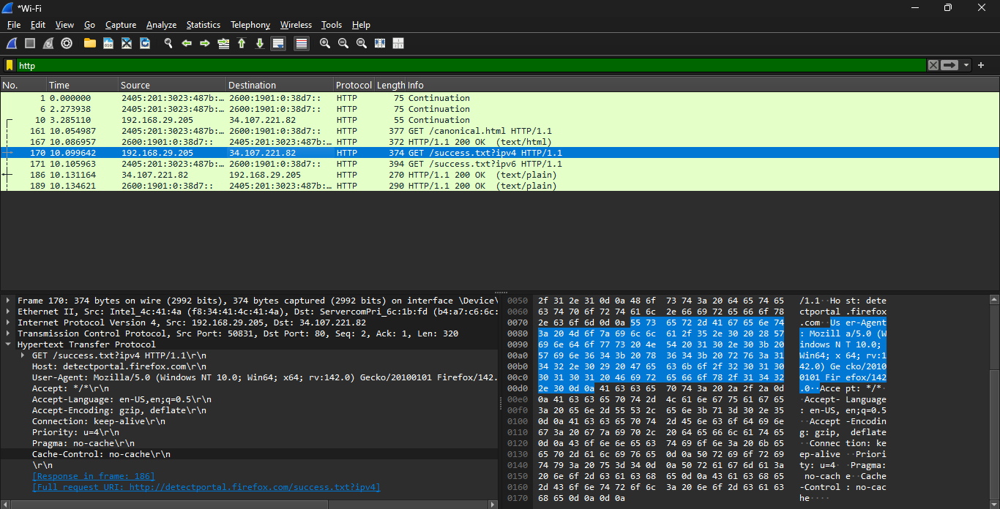 *Wi-Fi
File Edit View Go Capture Analyze Statistics Telephony Wireless Tools Help
http
No. Time Source Destination Protocol Length Info
1 0.000000 2405:201:3023:487b:… 2600:1901:0:38d7:: HTTP 75 Continuation
6 2.273938 2405:201:3023:487b:… 2600:1901:0:38d7:: HTTP 75 Continuation
10 3.285110 192.168.29.205 34.107.221.82 HTTP 55 Continuation
161 10.054987 2405:201:3023:487b:… 2600:1901:0:38d7:: HTTP 377 GET /canonical.html HTTP/1.1
167 10.086957 2600:1901:0:38d7:: 2405:201:3023:487b:… HTTP 372 HTTP/1.1 200 OK (text/html)
170 10.099642 192.168.29.205 34.107.221.82 HTTP 374 GET /success.txt?ipv4 HTTP/1.1
171 10.105963 2405:201:3023:487b:… 2600:1901:0:38d7:: HTTP 394 GET /success.txt?ipv6 HTTP/1.1
186 10.131164 34.107.221.82 192.168.29.205 HTTP 270 HTTP/1.1 200 OK (text/plain)
189 10.134621 2600:1901:0:38d7:: 2405:201:3023:487b:… HTTP 290 HTTP/1.1 200 OK (text/plain)
Frame 170: 374 bytes on wire (2992 bits), 374 bytes captured (2992 bits) on interface \Device\
Ethernet II, Src: Intel_4c:41:4a (f8:34:41:4c:41:4a), Dst: ServercomPri_6c:1b:fd (b4:a7:c6:6c:
Internet Protocol Version 4, Src: 192.168.29.205, Dst: 34.107.221.82
Transmission Control Protocol, Src Port: 50831, Dst Port: 80, Seq: 2, Ack: 1, Len: 320
Hypertext Transfer Protocol
GET /success.txt?ipv4 HTTP/1.1\r\n
Host: detectportal.firefox.com\r\n
User-Agent: Mozilla/5.0 (Windows NT 10.0; Win64; x64; rv:142.0) Gecko/20100101 Firefox/142.
Accept: */*\r\n
Accept-Language: en-US,en;q=0.5\r\n
Accept-Encoding: gzip, deflate\r\n
Connection: keep-alive\r\n
Priority: u=4\r\n
Pragma: no-cache\r\n
Cache-Control: no-cache\r\n
\r\n
[Response in frame: 186]
[Full request URI: http://detectportal.firefox.com/success.txt?ipv4]
0050 2f 31 2e 31 0d 0a 48 6f 73 74 3a 20 64 65 74 65 /1.1··Ho st: dete
0060 63 74 70 6f 72 74 61 6c 2e 66 69 72 65 66 6f 78 ctportal .firefox
0070 2e 63 6f 6d 0d 0a 55 73 65 72 2d 41 67 65 6e 74 .com··Us er-Agent
0080 3a 20 4d 6f 7a 69 6c 6c 61 2f 35 2e 30 20 28 57 : Mozill a/5.0 (W
0090 69 6e 64 6f 77 73 20 4e 54 20 31 30 2e 30 3b 20 indows N T 10.0;
00a0 57 69 6e 36 34 3b 20 78 36 34 3b 20 72 76 3a 31 Win64; x 64; rv:1
00b0 34 32 2e 30 29 20 47 65 63 6b 6f 2f 32 30 31 30 42.0) Ge cko/2010
00c0 30 31 30 31 20 46 69 72 65 66 6f 78 2f 31 34 32 0101 Fir efox/142
00d0 2e 30 0d 0a 41 63 63 65 70 74 3a 20 2a 2f 2a 0d .0··Acce pt: */*·
00e0 0a 41 63 63 65 70 74 2d 4c 61 6e 67 75 61 67 65 ·Accept- Language
00f0 3a 20 65 6e 2d 55 53 2c 65 6e 3b 71 3d 30 2e 35 : en-US, en;q=0.5
0100 0d 0a 41 63 63 65 70 74 2d 45 6e 63 6f 64 69 6e ··Accept -Encodin
0110 67 3a 20 67 7a 69 70 2c 20 64 65 66 6c 61 74 65 g: gzip, deflate
0120 0d 0a 43 6f 6e 6e 65 63 74 69 6f 6e 3a 20 6b 65 ··Connec tion: ke
0130 65 70 2d 61 6c 69 76 65 0d 0a 50 72 69 6f 72 69 ep-alive ··Priori
0140 74 79 3a 20 75 3d 34 0d 0a 50 72 61 67 6d 61 3a ty: u=4· ·Pragma:
0150 20 6e 6f 2d 63 61 63 68 65 0d 0a 43 61 63 68 65 no-cach e··Cache
0160 2d 43 6f 6e 74 72 6f 6c 3a 20 6e 6f 2d 63 61 63 -Control : no-cac
0170 68 65 0d 0a 0d 0a he····